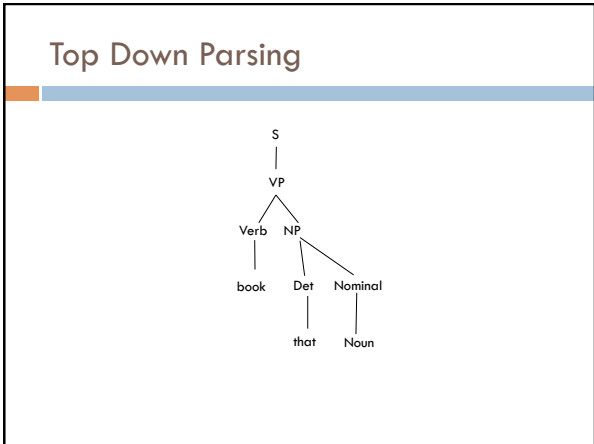 Top Down Parsing
S
VP
Verb NP
book Det Nominal
that Noun